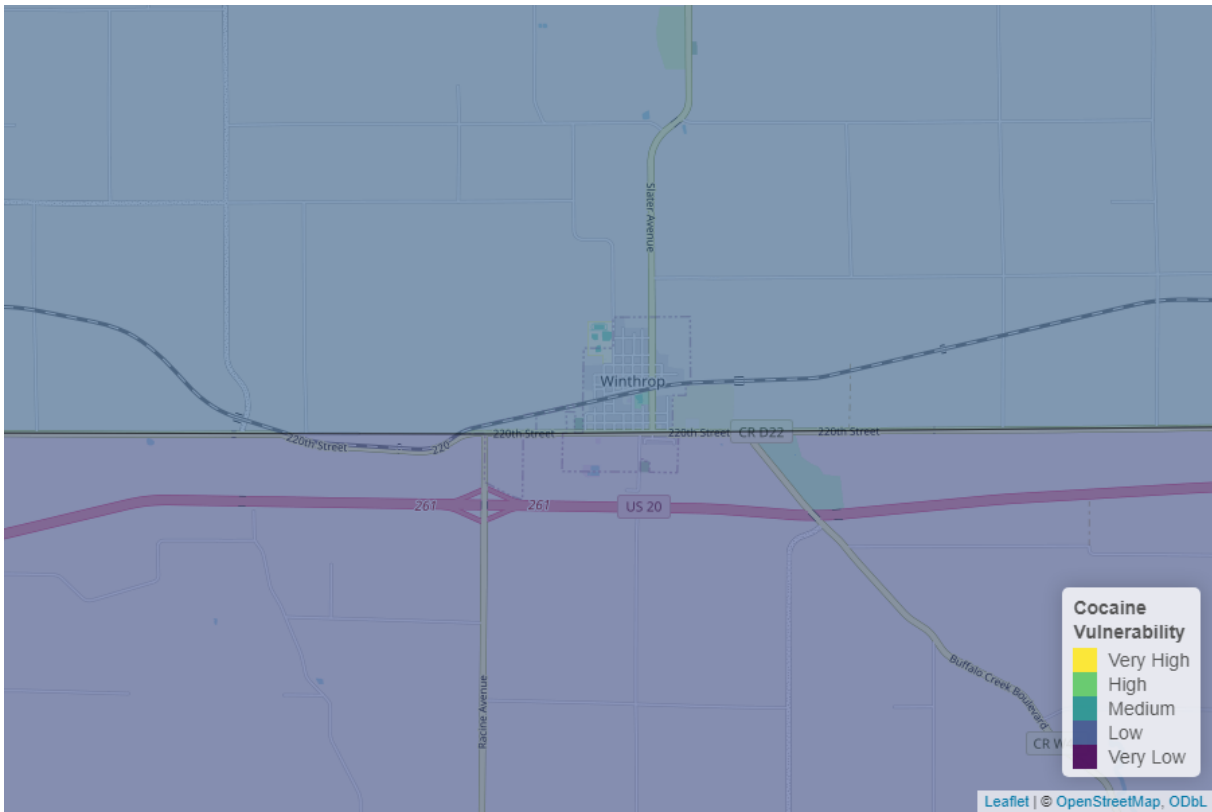 Slater Avenue
Winthrop
220th Street
220
220th Street
220th Street
CR D22
220th Street
261
261
US 20
Racine Avenue
Buffalo Creek Boulevard
CR
Cocaine
Vulnerability
Very High
High
Medium
Low
Very Low
Leaflet | © OpenStreetMap, ODbL